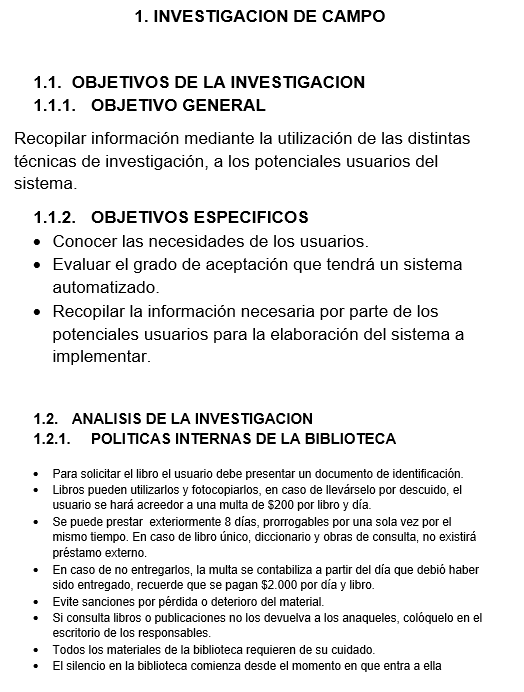 1. INVESTIGACION DE CAMPO
1.1. OBJETIVOS DE LA INVESTIGACION
1.1.1. OBJETIVO GENERAL
Recopilar información mediante la utilización de las distintas
técnicas de investigación, a los potenciales usuarios del
sistema.
1.1.2. OBJETIVOS ESPECIFICOS
• Conocer las necesidades de los usuarios.
• Evaluar el grado de aceptación que tendrá un sistema
automatizado.
• Recopilar la información necesaria por parte de los
potenciales usuarios para la elaboración del sistema a
implementar.
1.2. ANALISIS DE LA INVESTIGACION
1.2.1. POLITICAS INTERNAS DE LA BIBLIOTECA
• Para solicitar el libro el usuario debe presentar un documento de identificación.
• Libros pueden utilizarlos y fotocopiarlos, en caso de llevárselo por descuido, el
usuario se hará acreedor a una multa de $200 por libro y día.
• Se puede prestar exteriormente 8 días, prorrogables por una sola vez por el
mismo tiempo. En caso de libro único, diccionario y obras de consulta, no existirá
préstamo externo.
• En caso de no entregarlos, la multa se contabiliza a partir del día que debió haber
sido entregado, recuerde que se pagan $2.000 por día y libro.
• Evite sanciones por pérdida o deterioro del material.
• Si consulta libros o publicaciones no los devuelva a los anaqueles, colóquelo en el
escritorio de los responsables.
• Todos los materiales de la biblioteca requieren de su cuidado.
• El silencio en la biblioteca comienza desde el momento en que entra a ella